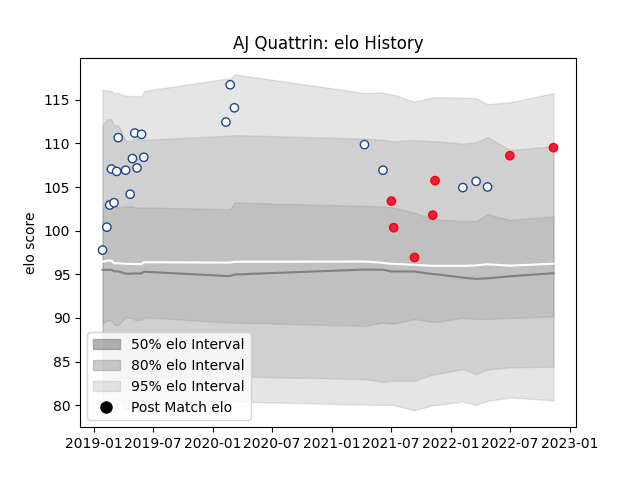 AJ Quattrin: elo History
elo score
115
110
105
100
95
90
85
80
50% elo Interval
80% elo Interval
95% elo Interval
Post Match elo
2019-01 2019-07 2020-01 2020-07 2021-01 2021-07 2022-01 2022-07 2023-01